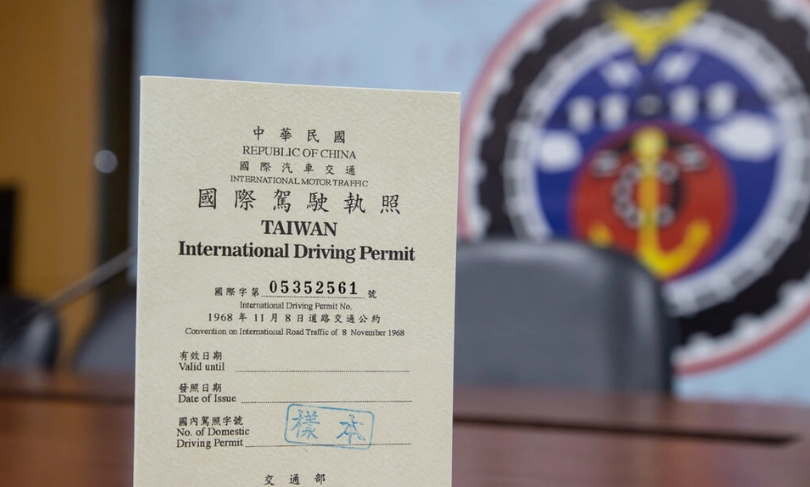 中華民國
REPUBLIC OF CHINA
國際汽車交通
INTERNATIONAL MOTOR TRAFFIC
國際駕駛執照
TAIWAN
International Driving Permit
國際字第 05352561 號
International Driving Permit No.
1968 年 11 月 8 日道路交通公約
Convention on International Road Traffic of 8 November 1968
有效日期
Valid until
發照日期
Date of Issue
國內駕照字號
No. of Domestic
Driving Permit
樣本
交通部